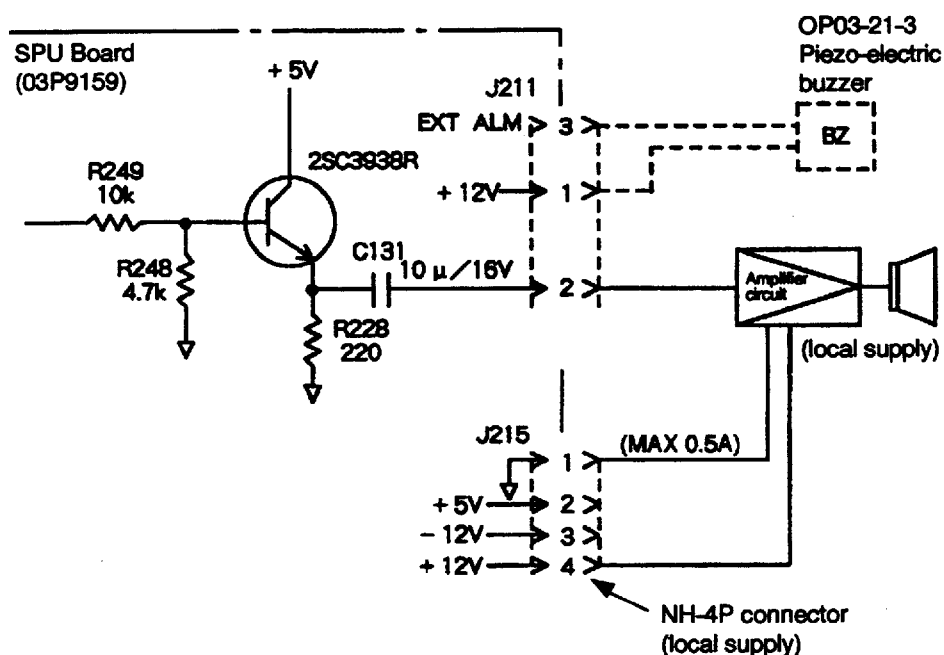 SPU Board
(03P9159)
+5V
OP03-21-3
Piezo-electric
buzzer
J211
EXT ALM
3
BZ
2SC3938R
R249
10k
+12V
1
C131
10 μ/16V
2
R248
4.7k
Amplifier
circuit
R228
220
(local supply)
J215
1
(MAX 0.5A)
+5V
2
-12V
3
+12V
4
NH-4P connector
(local supply)